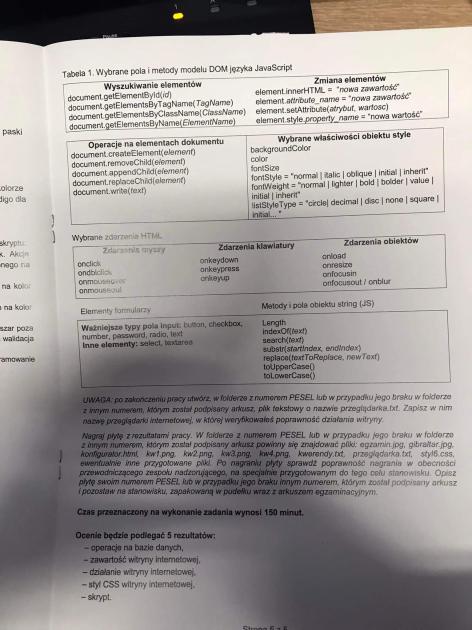 Tabela 1. Wybrane pola i metody modelu DOM języka JavaScript
Wyszukiwanie elementów
document.getElementById(id)
document.getElementsByTagName(TagName)
document.getElementsByClassName(ClassName)
document.getElementsByName(ElementName)
Zmiana elementów
element.innerHTML = "nowa zawartość"
element.attribute_name = "nowa zawartość"
element.setAttribute(atrybut, wartosc)
element.style.property_name = "nowa wartość"
Operacje na elementach dokumentu
document.createElement(element)
document.removeChild(element)
document.appendChild(element)
document.replaceChild(element)
document.write(text)
Wybrane właściwości obiektu style
backgroundColor
color
fontSize
fontStyle = "normal | italic | oblique | initial | inherit"
fontWeight = "normal | lighter | bold | bolder | value |
initial | inherit"
listStyleType = "circle| decimal | disc | none | square |
initial... "
Wybrane zdarzenia HTML
Zdarzenia myszy
onclick
ondblclick
onmouseover
onmouseout
Zdarzenia klawiatury
onkeydown
onkeypress
onkeyup
Zdarzenia obiektów
onload
onresize
onfocusin
onfocusout / onblur
Elementy formularzy
Ważniejsze typy pola input: button, checkbox,
number, password, radio, text
Inne elementy: select, textarea
Metody i pola obiektu string (JS)
Length
indexOf(text)
search(text)
substr(startIndex, endIndex)
replace(textToReplace, newText)
toUpperCase()
toLowerCase()
UWAGA: po zakończeniu pracy utwórz, w folderze z numerem PESEL lub w przypadku jego braku w folderze
z innym numerem, którym został podpisany arkusz, plik tekstowy o nazwie przeglądarka.txt. Zapisz w nim
nazwę przeglądarki internetowej, w której weryfikowałeś poprawność działania witryny.
Nagraj płytę z rezultatami pracy. W folderze z numerem PESEL lub w przypadku jego braku w folderze
z innym numerem, którym został podpisany arkusz powinny się znajdować pliki: egzamin.jpg, gibraltar.jpg,
konfigurator.html, kw1.png, kw2.png, kw3.png, kw4.png, kwerendy.txt, przeglądarka.txt, styl6.css,
ewentualnie inne przygotowane pliki. Po nagraniu płyty sprawdź poprawność nagrania w obecności
przewodniczącego zespołu nadzorującego, na specjalnie przygotowanym do tego celu stanowisku. Opisz
płytę swoim numerem PESEL lub w przypadku jego braku innym numerem, którym został podpisany arkusz
i pozostaw na stanowisku, zapakowaną w pudełku wraz z arkuszem egzaminacyjnym.
Czas przeznaczony na wykonanie zadania wynosi 150 minut.
Ocenie będzie podlegać 5 rezultatów:
– operacje na bazie danych,
– zawartość witryny internetowej,
– działanie witryny internetowej,
– styl CSS witryny internetowej,
– skrypt.
paski
digo dla
na kolor
na kolor
szar poza
walidacja
ramowanie